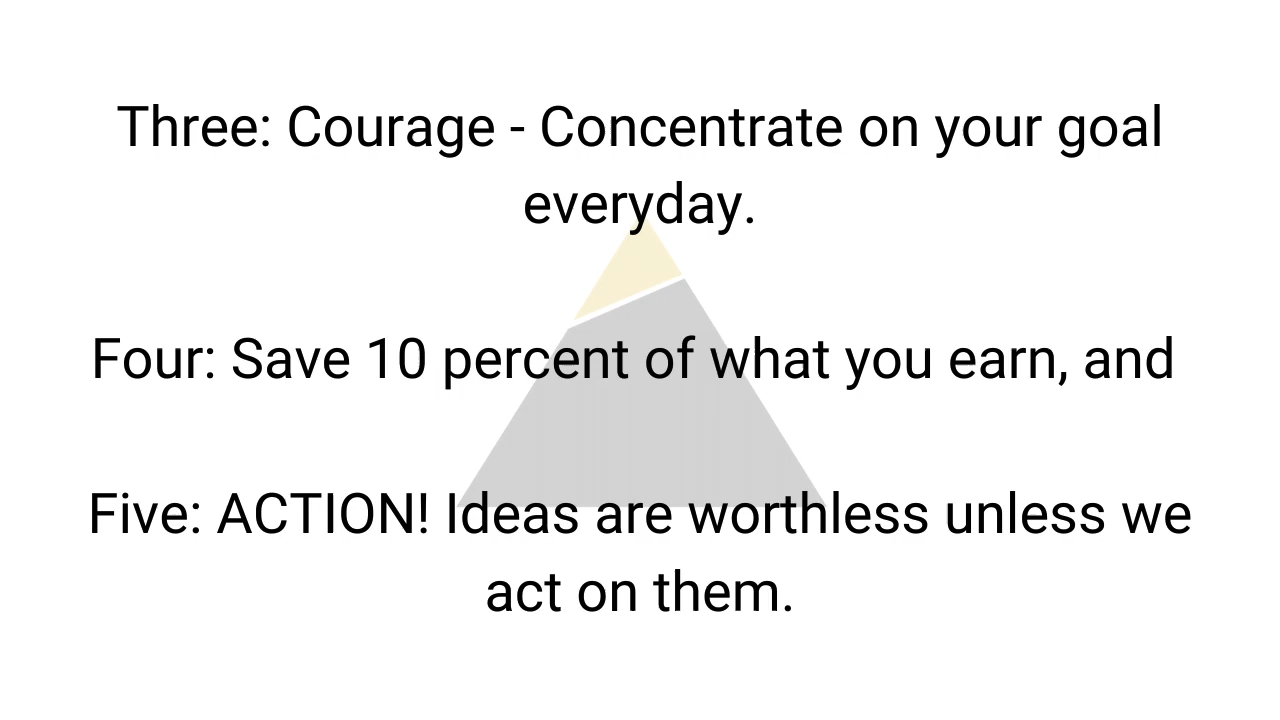 Three: Courage - Concentrate on your goal
everyday.
Four: Save 10 percent of what you earn, and
Five: ACTION! Ideas are worthless unless we
act on them.